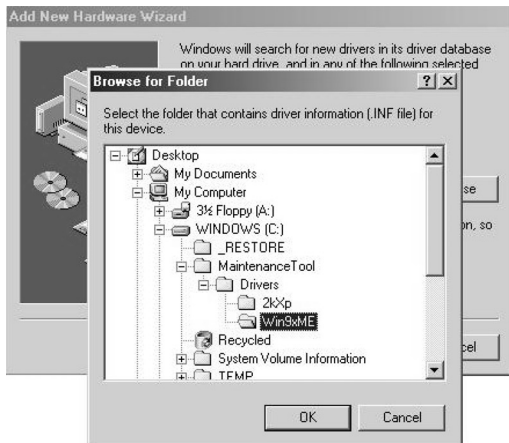 Add New Hardware Wizard
Windows will search for new drivers in its driver database
on your hard drive, and in any of the following selected
Browse for Folder
Select the folder that contains driver information (.INF file) for
this device.
Desktop
My Documents
My Computer
3½ Floppy (A:)
WINDOWS (C:)
_RESTORE
MaintenanceTool
Drivers
2kXp
Win9xME
Recycled
System Volume Information
TEMP
se
on, so
cel
OK
Cancel